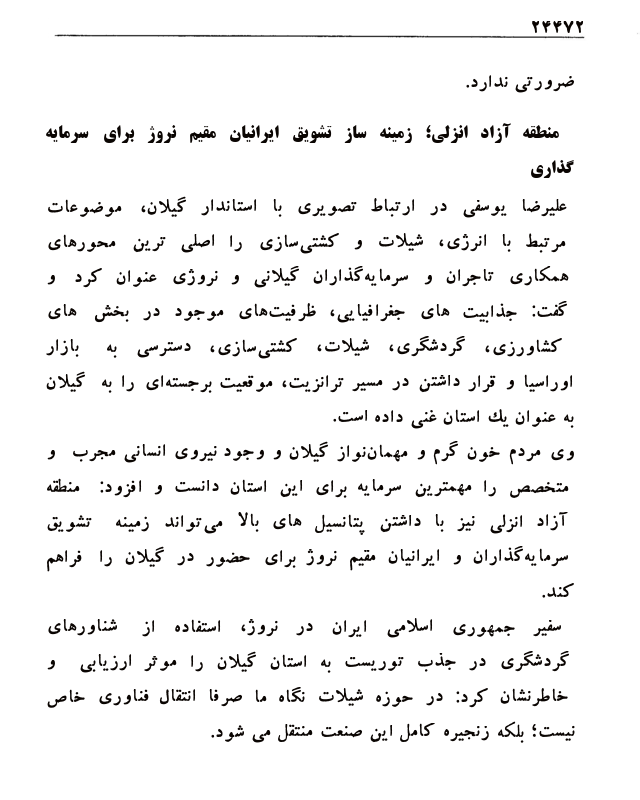 ۲۴۴۷۲
ضرورتی ندارد.
منطقه آزاد انزلی؛ زمینه ساز تشویق ایرانیان مقیم نروژ برای سرمایه
گذاری
علیرضا یوسفی در ارتباط تصویری با استاندار گیلان، موضوعات
مرتبط با انرژی، شیلات و کشتی‌سازی را اصلی ترین محورهای
همکاری تاجران و سرمایه‌گذاران گیلانی و نروژی عنوان کرد و
گفت: جذابیت های جغرافیایی، ظرفیت‌های موجود در بخش های
کشاورزی، گردشگری، شیلات، کشتی‌سازی، دسترسی به بازار
اوراسیا و قرار داشتن در مسیر ترانزیت، موقعیت برجسته‌ای را به گیلان
به عنوان یك استان غنی داده است.
وی مردم خون گرم و مهمان‌نواز گیلان و وجود نیروی انسانی مجرب و
متخصص را مهمترین سرمایه برای این استان دانست و افزود: منطقه
آزاد انزلی نیز با داشتن پتانسیل های بالا می‌تواند زمینه تشویق
سرمایه‌گذاران و ایرانیان مقیم نروژ برای حضور در گیلان را فراهم
کند.
سفیر جمهوری اسلامی ایران در نروژ، استفاده از شناورهای
گردشگری در جذب توریست به استان گیلان را موثر ارزیابی و
خاطرنشان کرد: در حوزه شیلات نگاه ما صرفا انتقال فناوری خاص
نیست؛ بلکه زنجیره کامل این صنعت منتقل می شود.